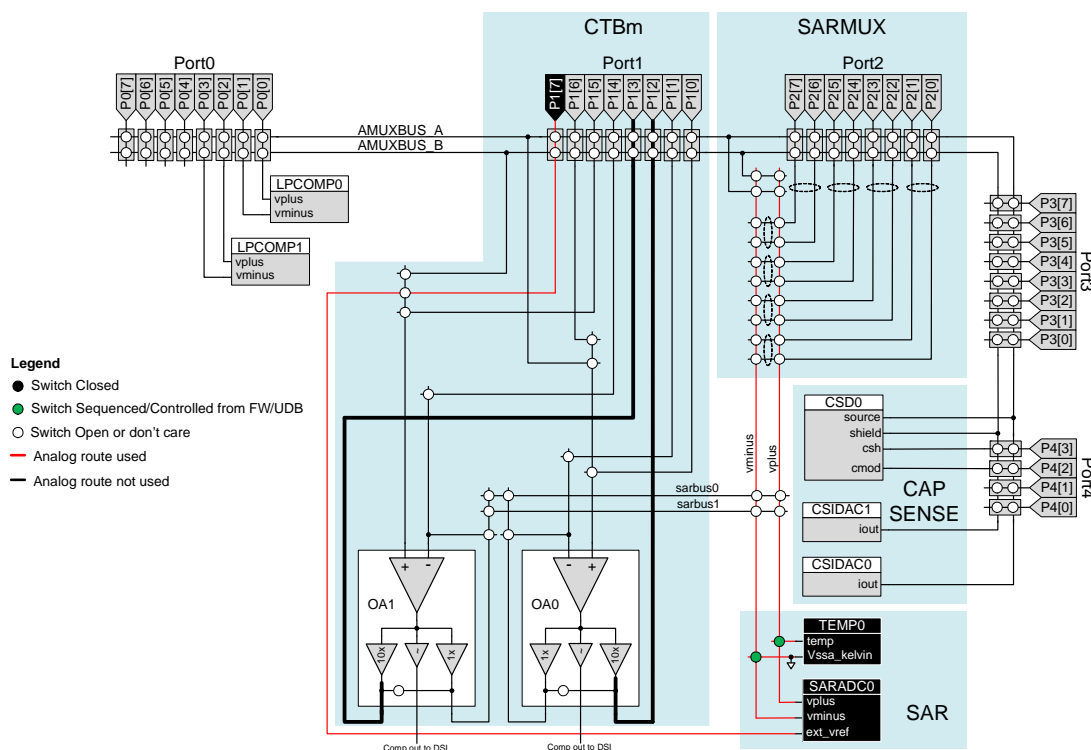 CTBm
SARMUX
Port0
Port1
Port2
P0[7]
P0[6]
P0[5]
P0[4]
P0[3]
P0[2]
P0[1]
P0[0]
P1[7]
P1[6]
P1[5]
P1[4]
P1[3]
P1[2]
P1[1]
P1[0]
P2[7]
P2[6]
P2[5]
P2[4]
P2[3]
P2[2]
P2[1]
P2[0]
AMUXBUS_A
AMUXBUS_B
LPCOMP0
vplus
vminus
LPCOMP1
vplus
vminus
P3[7]
P3[6]
P3[5]
P3[4]
P3[3]
P3[2]
P3[1]
P3[0]
Port3
Legend
Switch Closed
Switch Sequenced/Controlled from FW/UDB
Switch Open or don't care
Analog route used
Analog route not used
CSD0
source
shield
csh
cmod
P4[3]
P4[2]
P4[1]
P4[0]
Port4
CAP
SENSE
CSIDAC1
iout
CSIDAC0
iout
vminus
vplus
sarbus0
sarbus1
+
-
OA1
10x
~
1x
-
+
OA0
1x
~
10x
TEMP0
temp
Vssa_kelvin
SARADC0
vplus
vminus
ext_vref
SAR
Comp out to DSI
Comp out to DSI